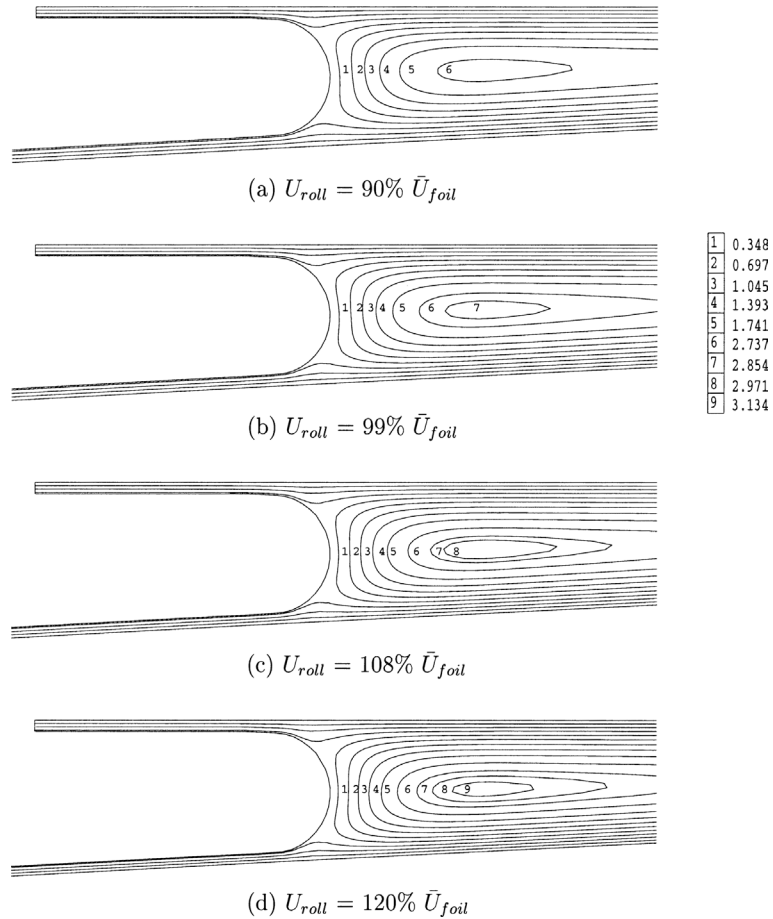 1 2 3 4 5 6
(a) U_roll = 90% Ū_foil
1 2 3 4 5 6 7
(b) U_roll = 99% Ū_foil
1 0.348
2 0.697
3 1.045
4 1.393
5 1.741
6 2.737
7 2.854
8 2.971
9 3.134
1 2 3 4 5 6 7 8
(c) U_roll = 108% Ū_foil
1 2 3 4 5 6 7 8 9
(d) U_roll = 120% Ū_foil